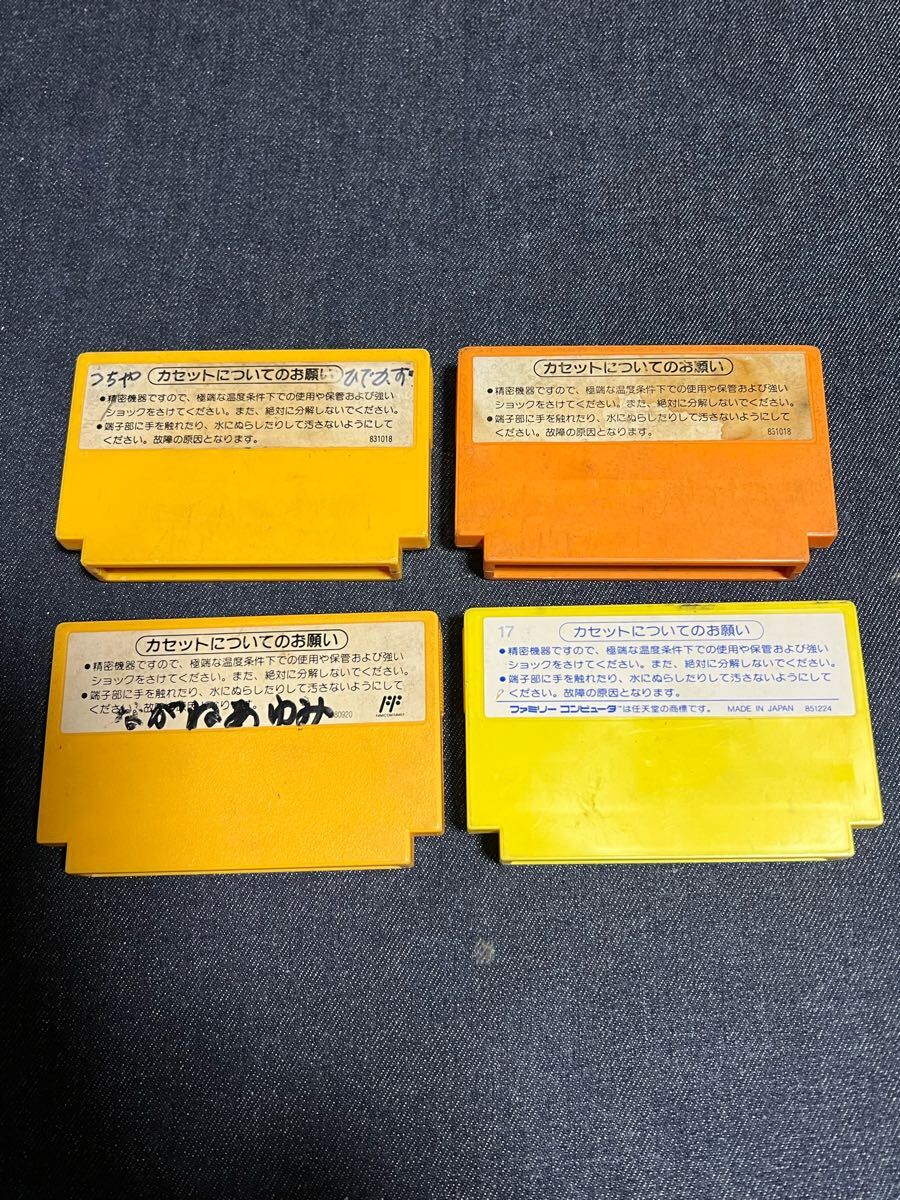 つちや カセットについてのお願い ひでかず
●精密機器ですので、極端な温度条件下での使用や保管および強い
ショックをさけてください。また、絶対に分解しないでください。
●端子部に手を触れたり、水にぬらしたりして汚さないようにして
ください。故障の原因となります。 831018
カセットについてのお願い
●精密機器ですので、極端な温度条件下での使用や保管および強い
ショックをさけてください。また、絶対に分解しないでください。
●端子部に手を触れたり、水にぬらしたりして汚さないようにして
ください。故障の原因となります。 831018
カセットについてのお願い
●精密機器ですので、極端な温度条件下での使用や保管および強い
ショックをさけてください。また、絶対に分解しないでください。
●端子部に手を触れたり、水にぬらしたりして汚さないようにして
ください。故障
ながねあゆみ
80920
17 カセットについてのお願い
●精密機器ですので、極端な温度条件下での使用や保管および強い
ショックをさけてください。また、絶対に分解しないでください。
●端子部に手を触れたり、水にぬらしたりして汚さないようにして
ください。故障の原因となります。
ファミリー コンピュータ™は任天堂の商標です。 MADE IN JAPAN 851224